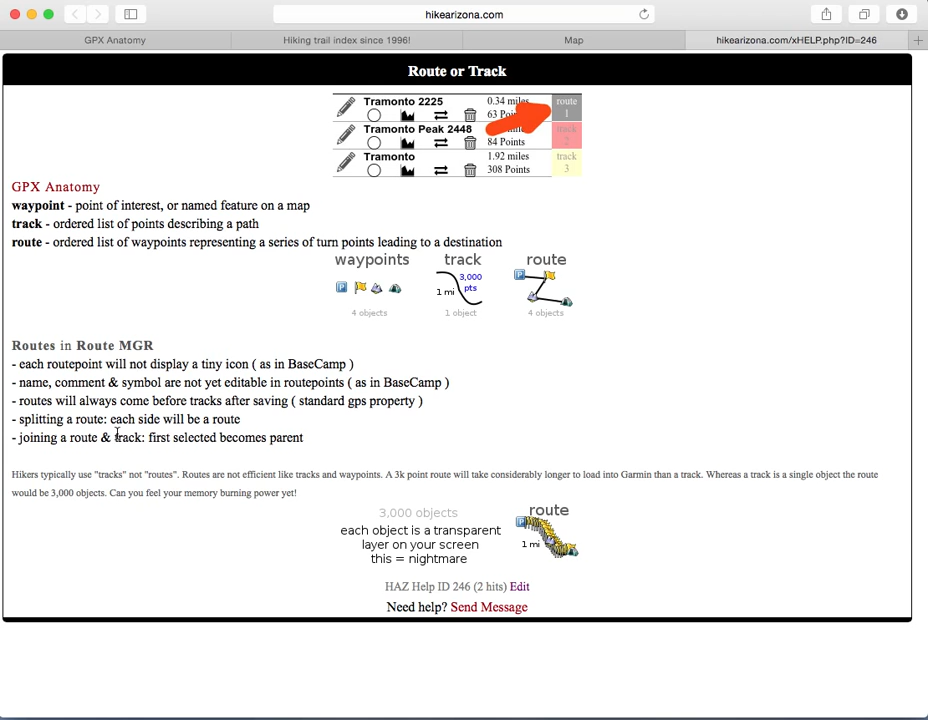 hikearizona.com
GPX Anatomy
Hiking trail index since 1996!
Map
hikearizona.com/xHELP.php?ID=246
Route or Track
Tramonto 2225
0.34 miles
63
route
1
Tramonto Peak 2448
84 Points
track
2
Tramonto
1.92 miles
308 Points
track
3
GPX Anatomy
waypoint - point of interest, or named feature on a map
track - ordered list of points describing a path
route - ordered list of waypoints representing a series of turn points leading to a destination
waypoints
track
route
P
1 mi
3,000
pts
P
4 objects
1 object
4 objects
Routes in Route MGR
- each routepoint will not display a tiny icon ( as in BaseCamp )
- name, comment & symbol are not yet editable in routepoints ( as in BaseCamp )
- routes will always come before tracks after saving ( standard gps property )
- splitting a route: each side will be a route
- joining a route & track: first selected becomes parent
Hikers typically use "tracks" not "routes". Routes are not efficient like tracks and waypoints. A 3k point route will take considerably longer to load into Garmin than a track. Whereas a track is a single object the route
would be 3,000 objects. Can you feel your memory burning power yet!
3,000 objects
each object is a transparent
layer on your screen
this = nightmare
route
P
1 mi
HAZ Help ID 246 (2 hits) Edit
Need help? Send Message